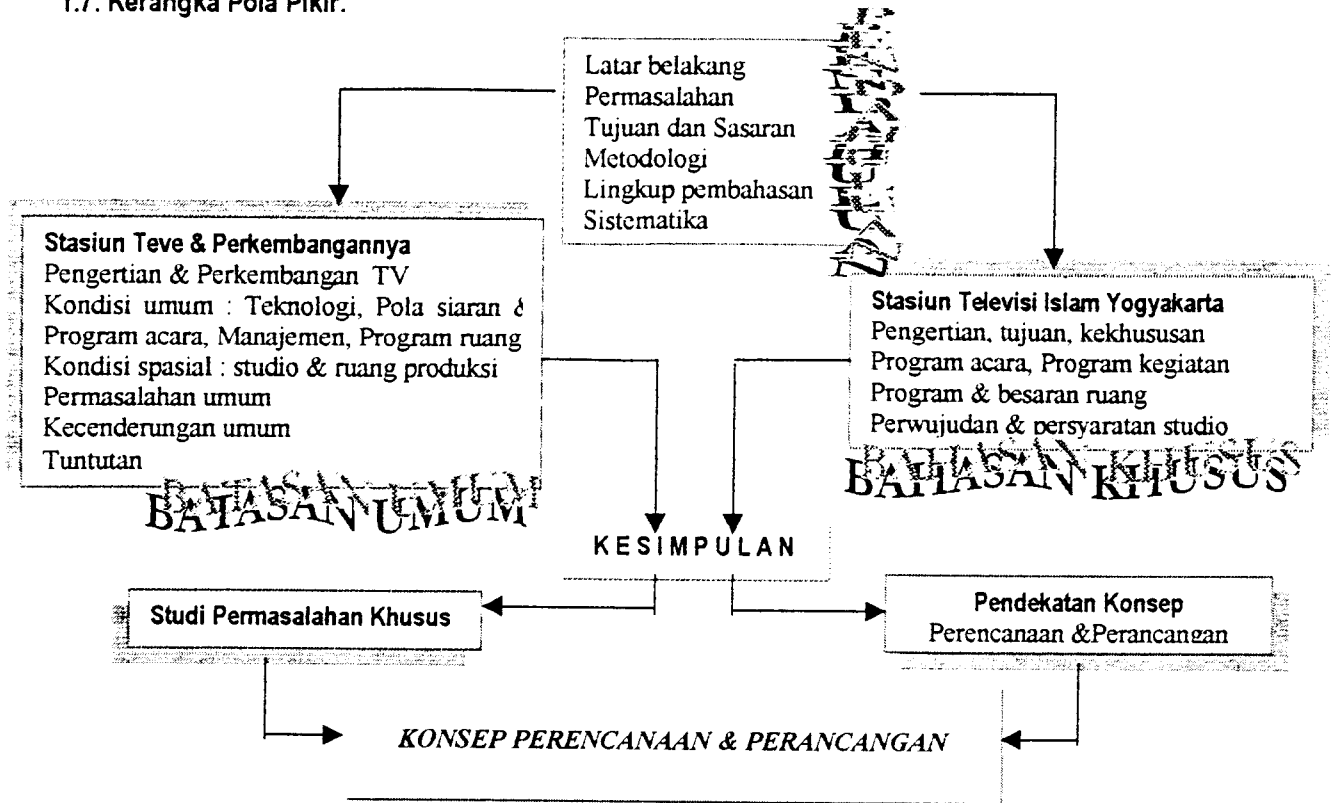 1.7. Kerangka Pola Pikir.
Latar belakang
Permasalahan
Tujuan dan Sasaran
Metodologi
Lingkup pembahasan
Sistematika
Stasiun Teve & Perkembangannya
Pengertian & Perkembangan TV
Kondisi umum : Teknologi, Pola siaran &
Program acara, Manajemen, Program ruang
Kondisi spasial : studio & ruang produksi
Permasalahan umum
Kecenderungan umum
Tuntutan
BATASAN UMUM
Stasiun Televisi Islam Yogyakarta
Pengertian, tujuan, kekhususan
Program acara, Program kegiatan
Program & besaran ruang
Perwujudan & persyaratan studio
BAHASAN KHUSUS
KESIMPULAN
Studi Permasalahan Khusus
Pendekatan Konsep
Perencanaan &Perancangan
KONSEP PERENCANAAN & PERANCANGAN